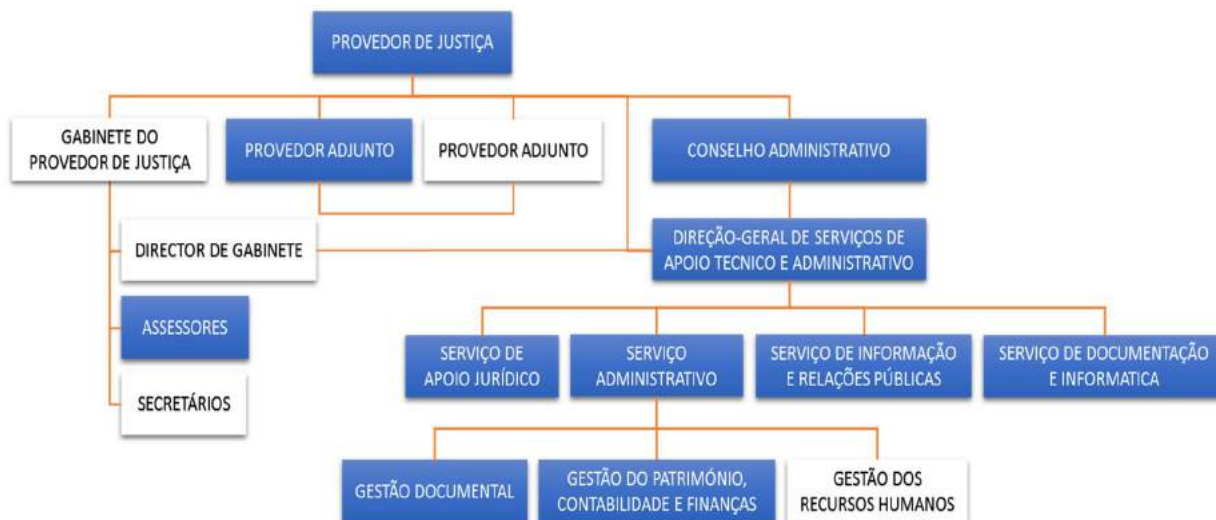 PROVEDOR DE JUSTIÇA
GABINETE DO
PROVEDOR DE JUSTIÇA
PROVEDOR ADJUNTO
PROVEDOR ADJUNTO
CONSELHO ADMINISTRATIVO
DIRECTOR DE GABINETE
DIREÇÃO-GERAL DE SERVIÇOS DE
APOIO TECNICO E ADMINISTRATIVO
ASSESSORES
SECRETÁRIOS
SERVIÇO DE
APOIO JURÍDICO
SERVIÇO
ADMINISTRATIVO
SERVIÇO DE INFORMAÇÃO
E RELAÇÕES PÚBLICAS
SERVIÇO DE DOCUMENTAÇÃO
E INFORMATICA
GESTÃO DOCUMENTAL
GESTÃO DO PATRIMÓNIO,
CONTABILIDADE E FINANÇAS
GESTÃO DOS
RECURSOS HUMANOS